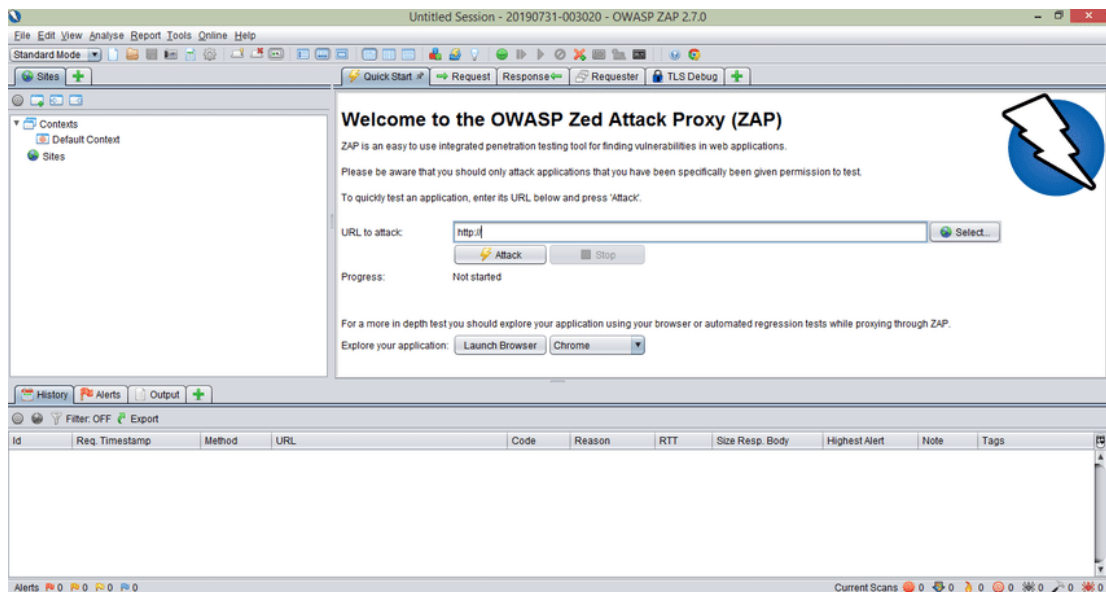 Untitled Session - 20190731-003020 - OWASP ZAP 2.7.0
File Edit View Analyse Report Tools Online Help
Standard Mode
Sites
Quick Start Request Response Requester TLS Debug
Contexts
Default Context
Sites
Welcome to the OWASP Zed Attack Proxy (ZAP)
ZAP is an easy to use integrated penetration testing tool for finding vulnerabilities in web applications.
Please be aware that you should only attack applications that you have been specifically been given permission to test.
To quickly test an application, enter its URL below and press 'Attack'.
URL to attack: http:// Select...
Attack Stop
Progress: Not started
For a more in depth test you should explore your application using your browser or automated regression tests while proxying through ZAP.
Explore your application: Launch Browser Chrome
History Alerts Output
Filter: OFF Export
Id Req. Timestamp Method URL Code Reason RTT Size Resp. Body Highest Alert Note Tags
Alerts 0 0 0 0 Current Scans 0 0 0 0 0 0 0